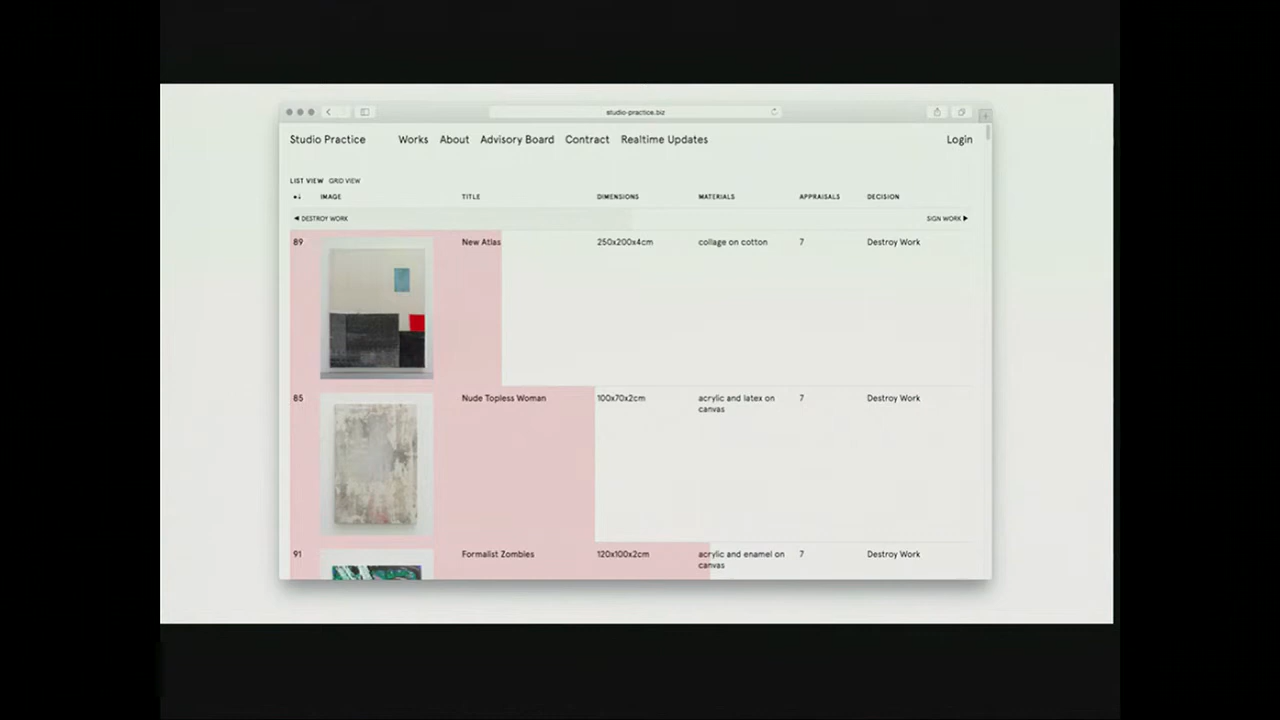 studio-practice.biz
Studio Practice Works About Advisory Board Contract Realtime Updates Login
LIST VIEW GRID VIEW
IMAGE TITLE DIMENSIONS MATERIALS APPRAISALS DECISION
◀ DESTROY WORK SIGN WORK ▶
89 New Atlas 250x200x4cm collage on cotton 7 Destroy Work
85 Nude Topless Woman 100x70x2cm acrylic and latex on 7 Destroy Work
canvas
91 Formalist Zombies 120x100x2cm acrylic and enamel on 7 Destroy Work
canvas